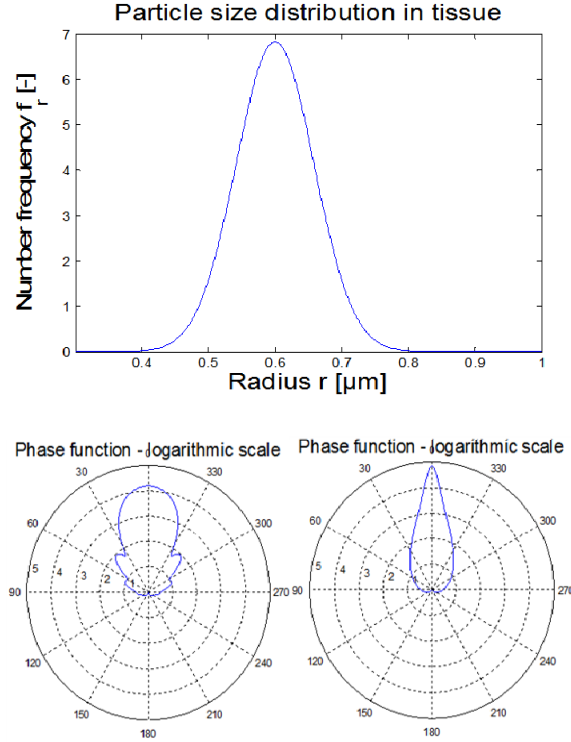 Particle size distribution in tissue
7
6
5
4
3
2
1
0
Number frequency f_r [-]
0.4 0.5 0.6 0.7 0.8 0.9 1
Radius r [µm]
Phase function - logarithmic scale
30 330
60 300
5 4 3 2 1
90 270
120 240
150 210
180
Phase function - logarithmic scale
30 330
60 300
5 4 3 2 1
90 270
120 240
150 210
180